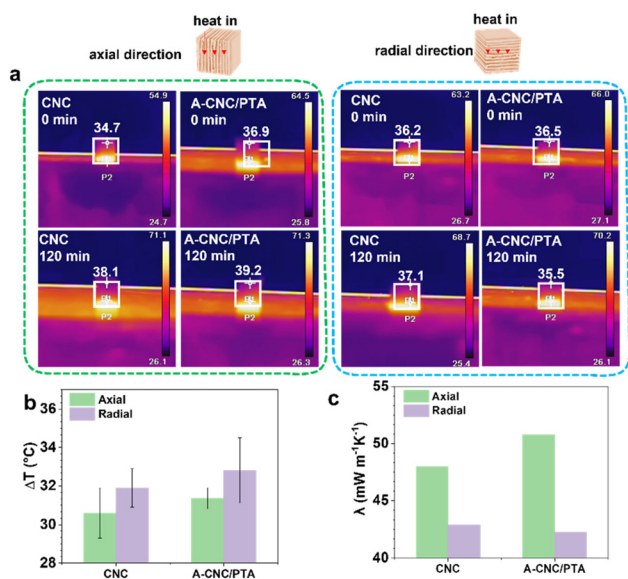 heat in
axial direction
heat in
radial direction
a
CNC
0 min
54.9
34.7
P2
24.7
A-CNC/PTA
0 min
64.5
36.9
P2
25.8
CNC
0 min
63.2
36.2
P2
26.7
A-CNC/PTA
0 min
66.0
36.5
P2
27.1
CNC
120 min
71.1
38.1
P2
26.1
A-CNC/PTA
120 min
71.3
39.2
P2
26.3
CNC
120 min
68.7
37.1
P2
25.4
A-CNC/PTA
120 min
70.2
35.5
P2
26.1
b
36
34
32
30
28
ΔT (°C)
Axial
Radial
CNC
A-CNC/PTA
c
55
50
45
40
λ (mW m⁻¹K⁻¹)
Axial
Radial
CNC
A-CNC/PTA